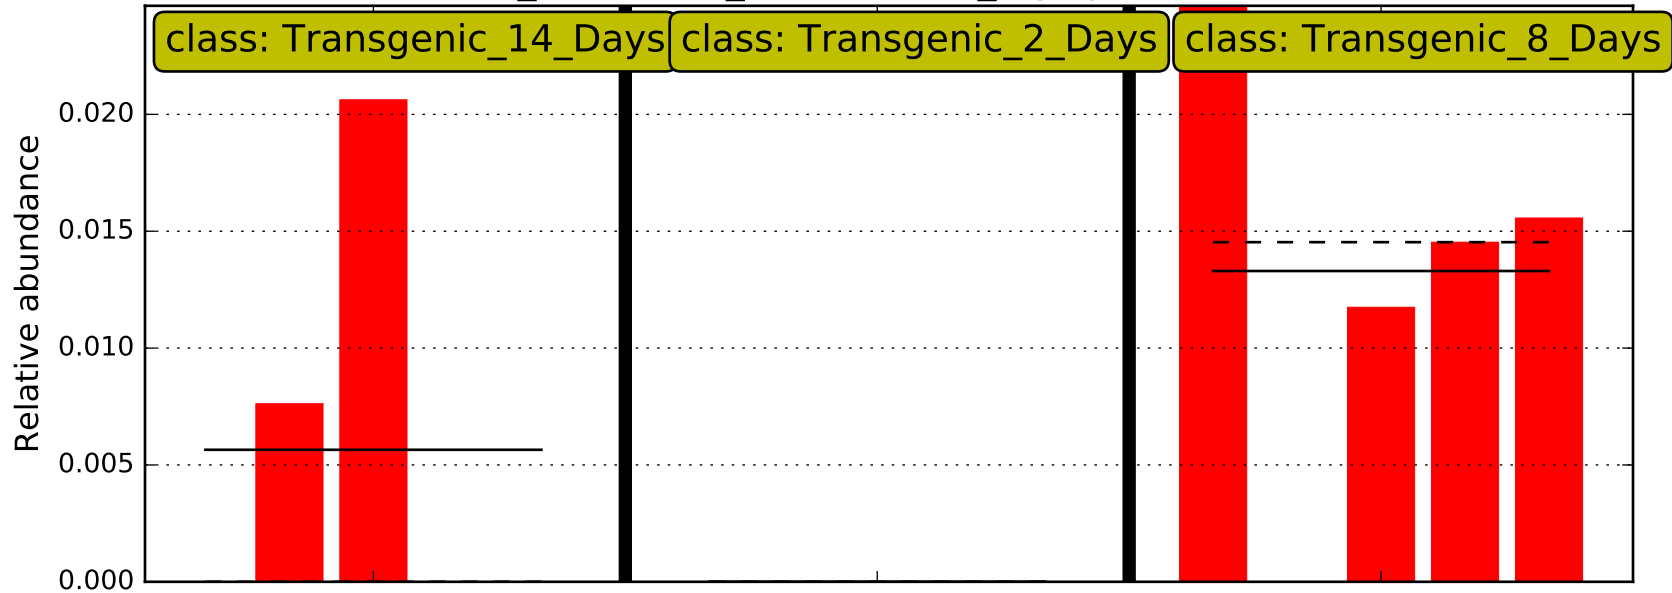 class: Transgenic_14_Days
class: Transgenic_2_Days
class: Transgenic_8_Days
Relative abundance
0.020
0.015
0.010
0.005
0.000